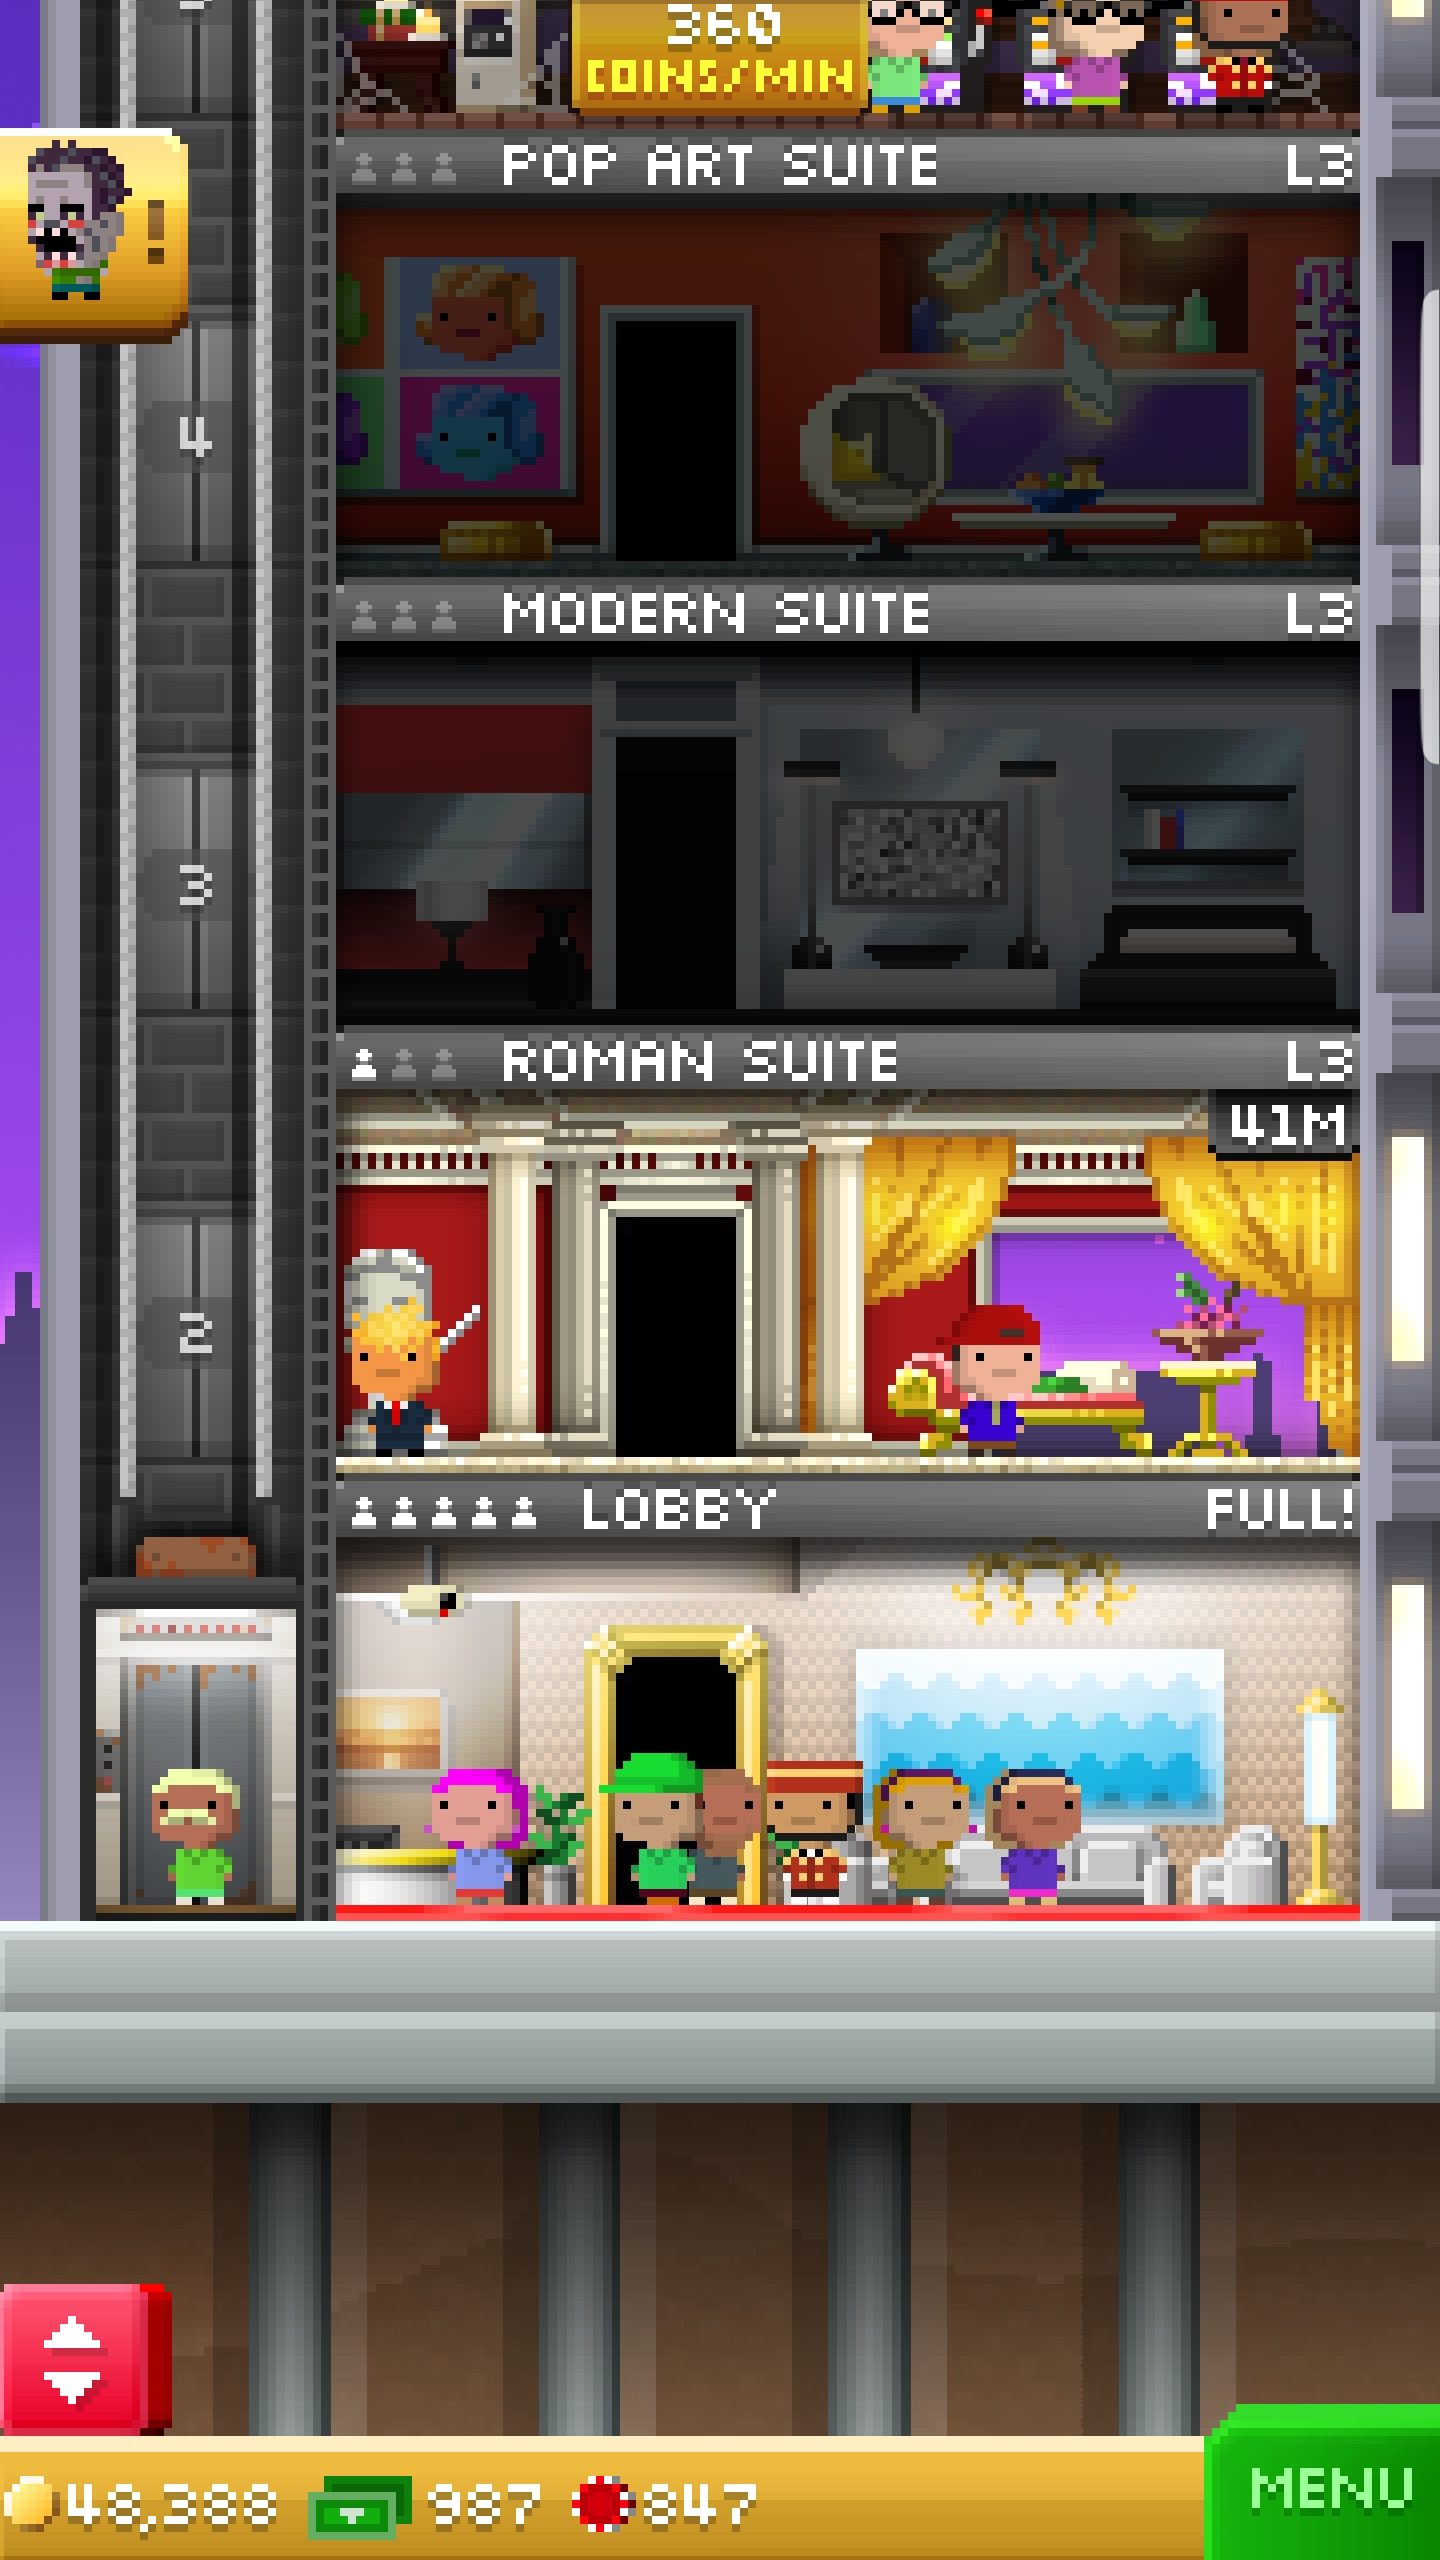 360
COINS/MIN
POP ART SUITE L3
!
4
MODERN SUITE L3
3
ROMAN SUITE L3
41M
2
LOBBY FULL!
48,388 987 847
MENU